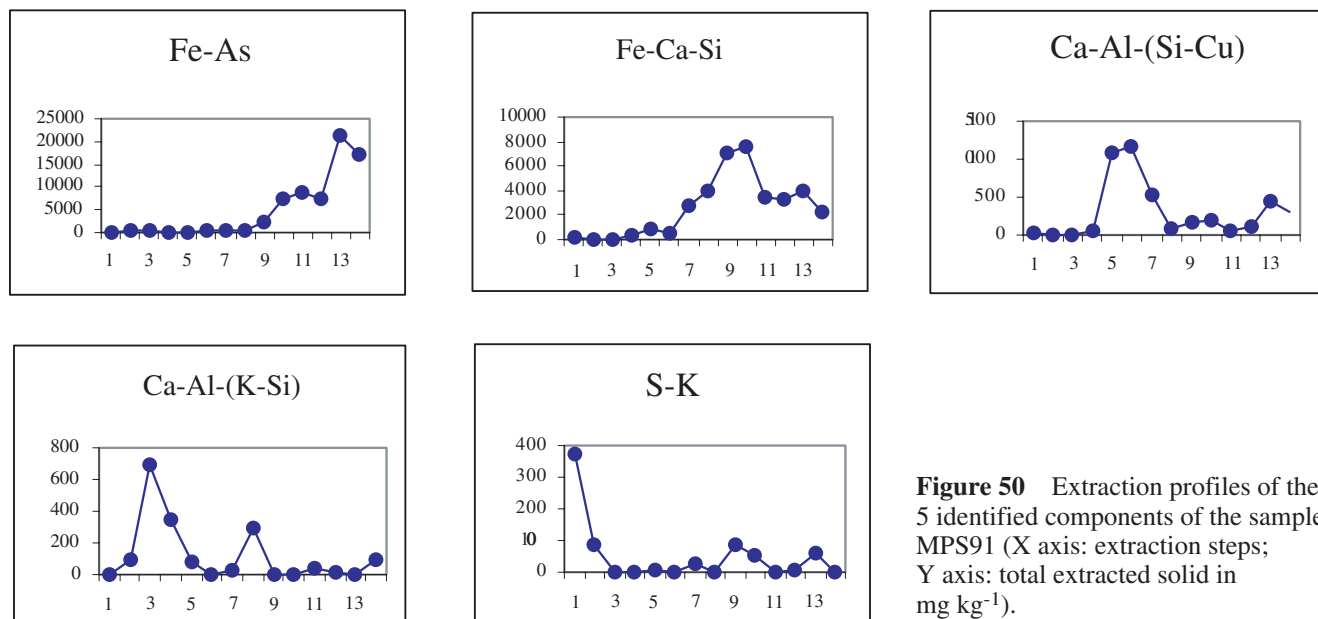 Fe-As
25000
20000
15000
10000
5000
0
1 3 5 7 9 11 13
Fe-Ca-Si
10000
8000
6000
4000
2000
0
1 3 5 7 9 11 13
Ca-Al-(Si-Cu)
500
000
500
0
1 3 5 7 9 11 13
Ca-Al-(K-Si)
800
600
400
200
0
1 3 5 7 9 11 13
S-K
400
300
200
0
1 3 5 7 9 11 13
Figure 50 Extraction profiles of the
5 identified components of the sample
MPS91 (X axis: extraction steps;
Y axis: total extracted solid in
mg kg-1).